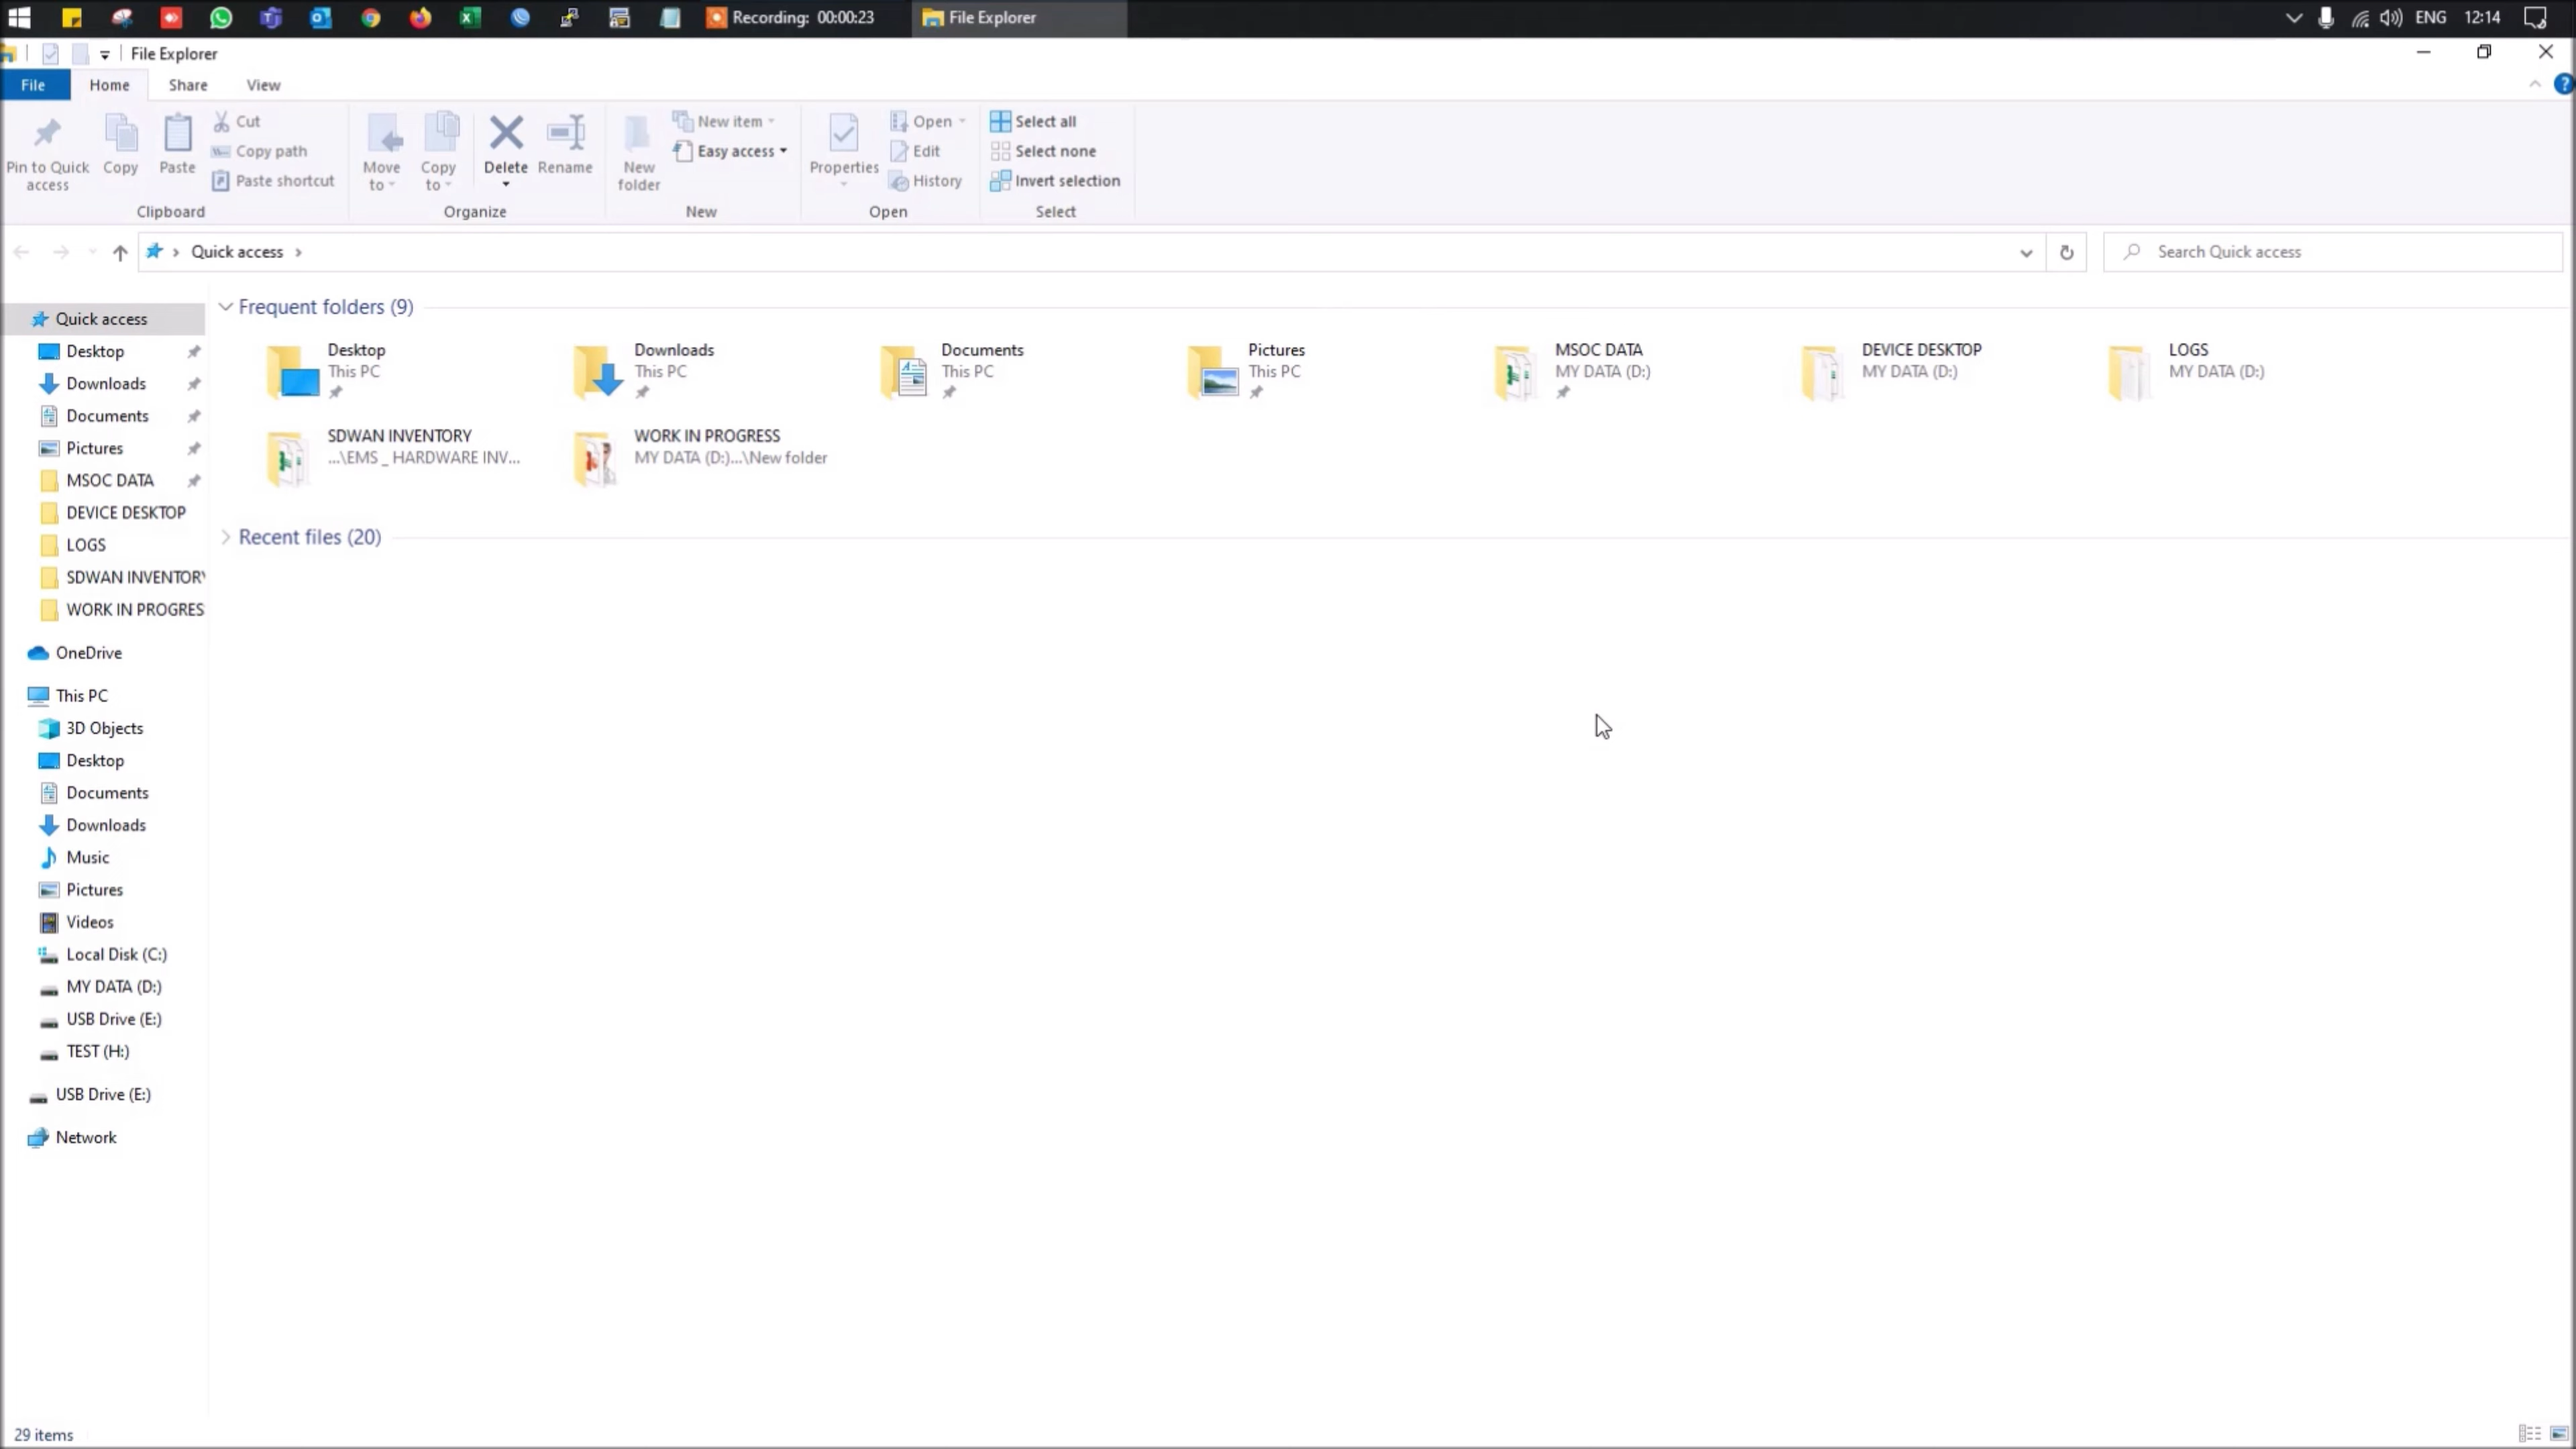 Recording: 00:00:23
File Explorer
ENG
12:14
File Explorer
File
Home
Share
View
Pin to Quick access
Copy
Paste
Cut
Copy path
Paste shortcut
Clipboard
Move to
Copy to
Delete
Rename
Organize
New folder
New item
Easy access
New
Properties
Open
Edit
History
Open
Select all
Select none
Invert selection
Select
Quick access
Search Quick access
Quick access
Desktop
Downloads
Documents
Pictures
MSOC DATA
DEVICE DESKTOP
LOGS
SDWAN INVENTORY
WORK IN PROGRES
OneDrive
This PC
3D Objects
Desktop
Documents
Downloads
Music
Pictures
Videos
Local Disk (C:)
MY DATA (D:)
USB Drive (E:)
TEST (H:)
USB Drive (E:)
Network
Frequent folders (9)
Desktop
This PC
Downloads
This PC
Documents
This PC
Pictures
This PC
MSOC DATA
MY DATA (D:)
DEVICE DESKTOP
MY DATA (D:)
LOGS
MY DATA (D:)
SDWAN INVENTORY
...\EMS _ HARDWARE INV...
WORK IN PROGRESS
MY DATA (D:)...\New folder
Recent files (20)
29 items